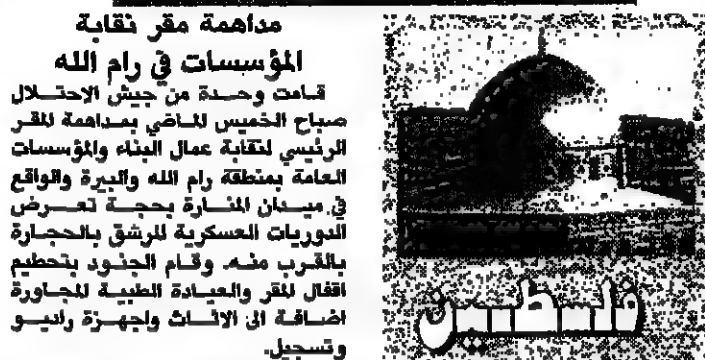 مداهمة مقر نقابة
المؤسسات في رام الله
قامت وحدة من جيش الاحتلال
صباح الخميس الماضي بمداهمة المقر
الرئيسي لنقابة عمال البناء والمؤسسات
العامة بمنطقة رام الله والبيرة والواقع
في ميدان المنارة بحجة تعرض
الدوريات العسكرية للرشق بالحجارة
بالقرب منه. وقام الجنود بتحطيم
اقفال المقر والعيادة الطبية المجاورة
اضافة الى الاثاث واجهزة راديو
وتسجيل.
فلسطين